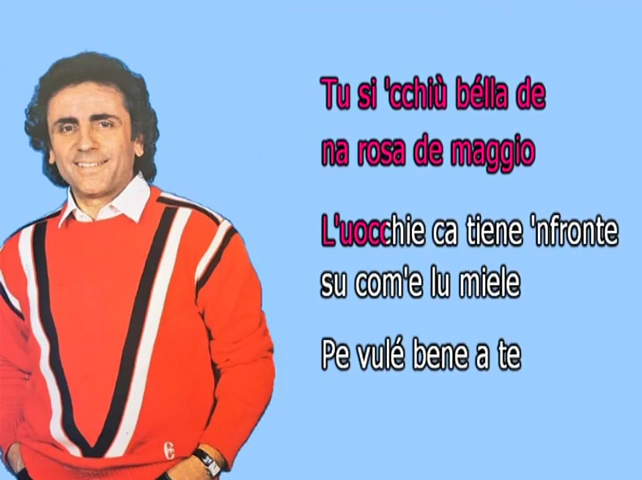 Tu si 'cchiù bélla de
na rosa de maggio
L'uocchie ca tiene 'nfronte
su com'e lu miele
Pe vulé bene a te